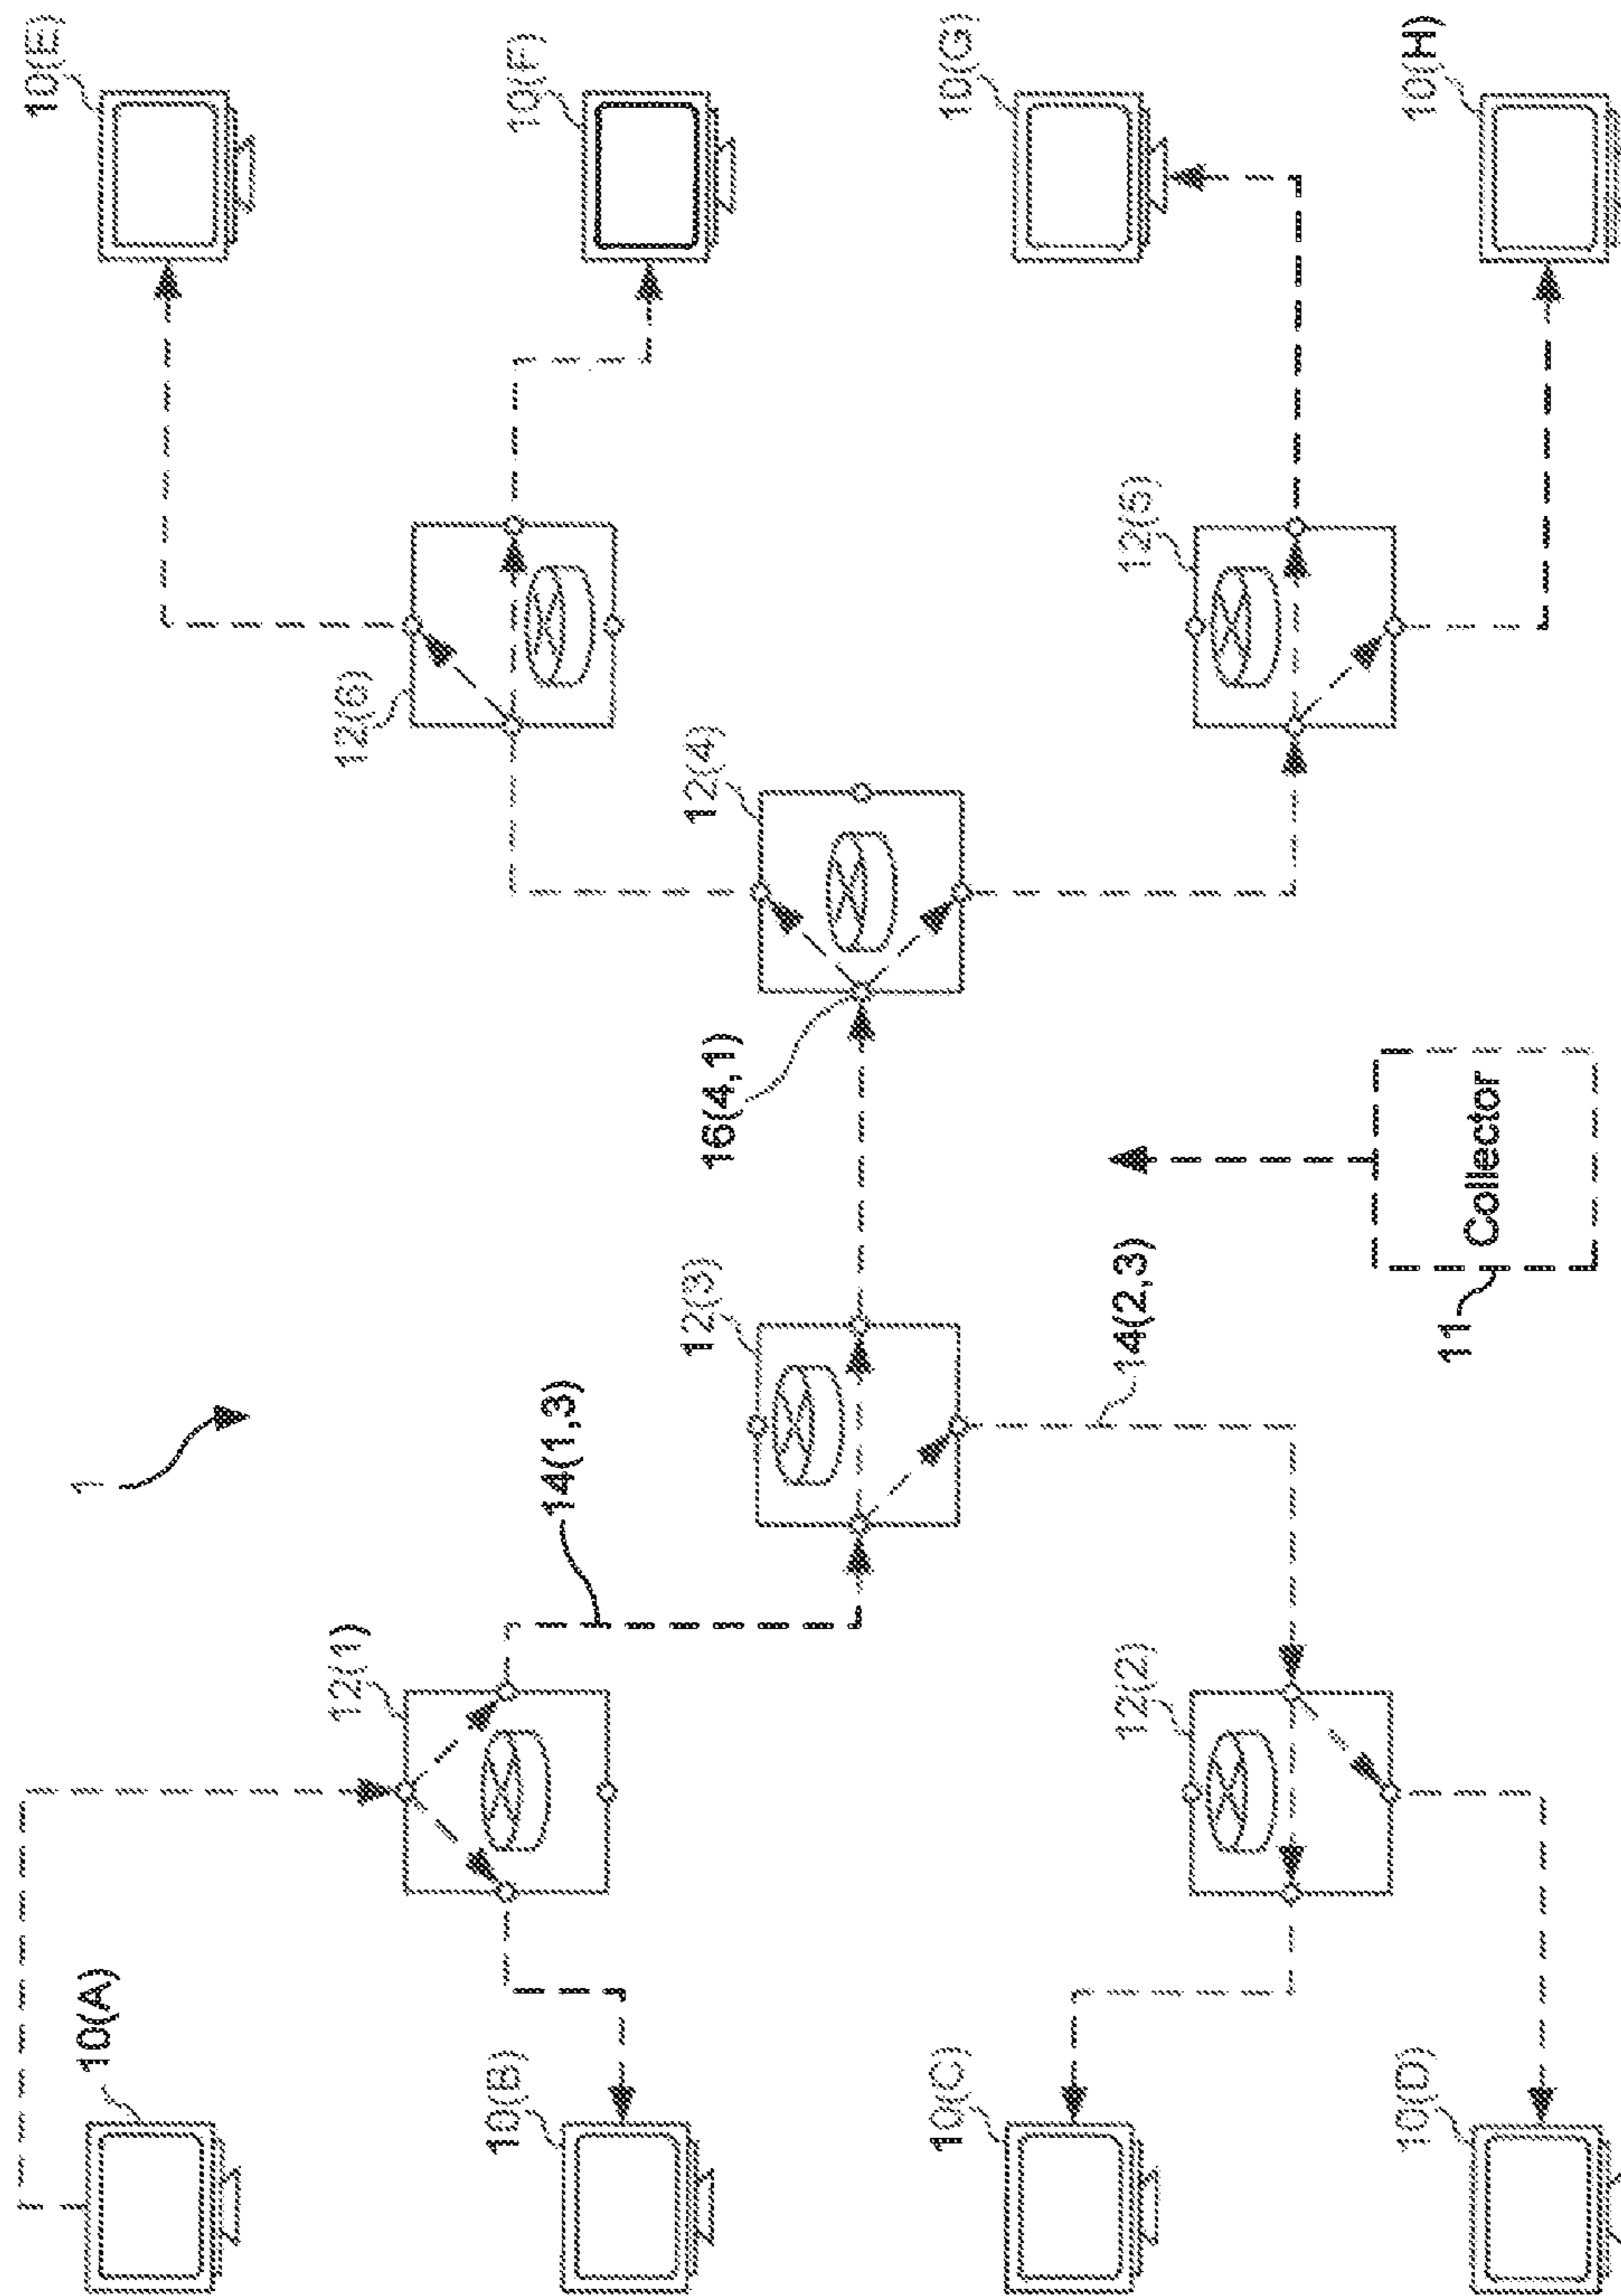 1
10(A)
12(1)
10(B)
14(1,3)
12(3)
12(2)
10(C)
10(D)
14(2,3)
11
Collector
16(4,1)
12(4)
12(6)
12(5)
10(E)
10(F)
10(G)
10(H)